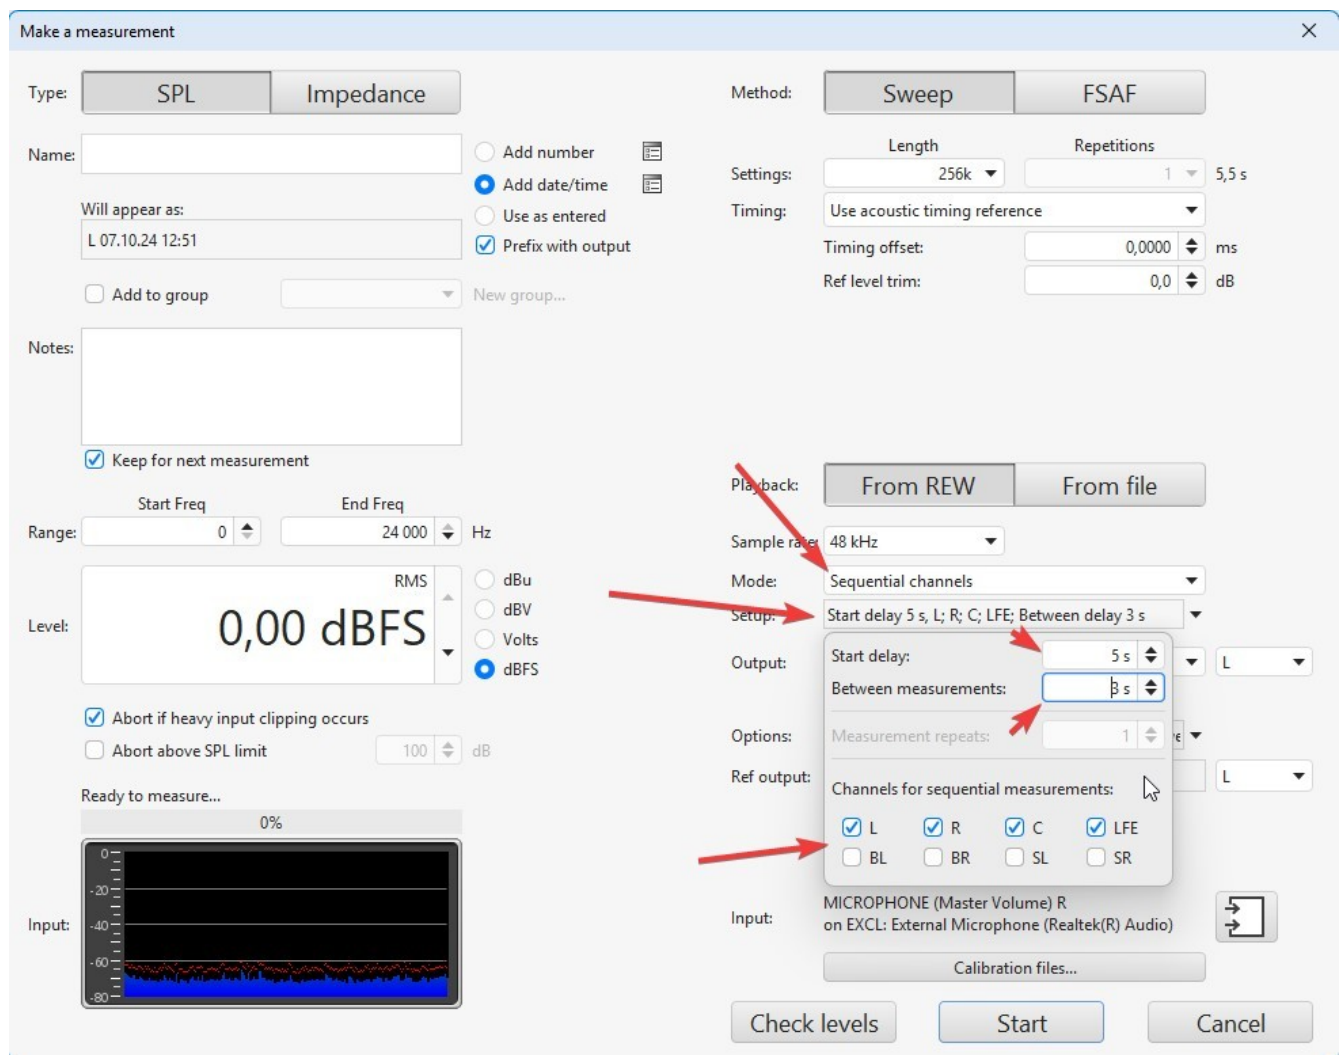 Make a measurement
Type:
SPL
Impedance
Name:
Add number
Add date/time
Use as entered
Prefix with output
Will appear as:
L 07.10.24 12:51
Add to group
New group...
Notes:
Keep for next measurement
Start Freq
End Freq
Range:
0
24 000
Hz
Level:
RMS
0,00 dBFS
dBu
dBV
Volts
dBFS
Abort if heavy input clipping occurs
Abort above SPL limit
100
dB
Ready to measure...
0%
Input:
0
-20
-40
-60
-80
Method:
Sweep
FSAF
Length
Repetitions
Settings:
256k
1
5,5 s
Timing:
Use acoustic timing reference
Timing offset:
0,0000
ms
Ref level trim:
0,0
dB
Playback:
From REW
From file
Sample rate:
48 kHz
Mode:
Sequential channels
Setup:
Start delay 5 s, L; R; C; LFE; Between delay 3 s
Output:
L
Start delay:
5 s
Between measurements:
3 s
Options:
Measurement repeats:
1
Ref output:
L
Channels for sequential measurements:
L
R
C
LFE
BL
BR
SL
SR
Input:
MICROPHONE (Master Volume) R
on EXCL: External Microphone (Realtek(R) Audio)
Calibration files...
Check levels
Start
Cancel